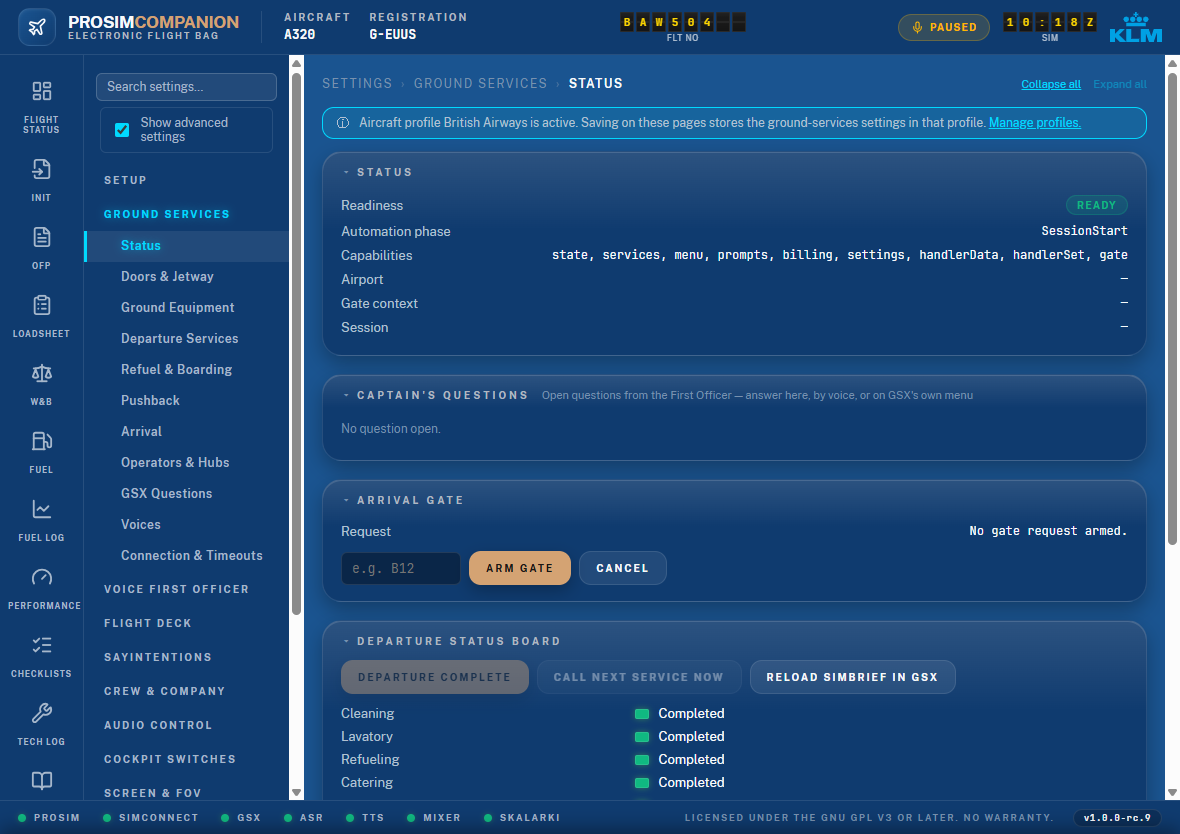 PROSIMCOMPANION
ELECTRONIC FLIGHT BAG
AIRCRAFT
A320
REGISTRATION
G-EUUS
BAW504
FLT NO
PAUSED
10:18Z
SIM
KLM
FLIGHT STATUS
INIT
OFP
LOADSHEET
W&B
FUEL
FUEL LOG
PERFORMANCE
CHECKLISTS
TECH LOG
Search settings...
Show advanced settings
SETUP
GROUND SERVICES
Status
Doors & Jetway
Ground Equipment
Departure Services
Refuel & Boarding
Pushback
Arrival
Operators & Hubs
GSX Questions
Voices
Connection & Timeouts
VOICE FIRST OFFICER
FLIGHT DECK
SAYINTENTIONS
CREW & COMPANY
AUDIO CONTROL
COCKPIT SWITCHES
SCREEN & FOV
SETTINGS › GROUND SERVICES › STATUS
Collapse all Expand all
Aircraft profile British Airways is active. Saving on these pages stores the ground-services settings in that profile. Manage profiles.
STATUS
Readiness READY
Automation phase SessionStart
Capabilities state, services, menu, prompts, billing, settings, handlerData, handlerSet, gate
Airport —
Gate context —
Session —
CAPTAIN'S QUESTIONS Open questions from the First Officer — answer here, by voice, or on GSX's own menu
No question open.
ARRIVAL GATE
Request No gate request armed.
e.g. B12 ARM GATE CANCEL
DEPARTURE STATUS BOARD
DEPARTURE COMPLETE CALL NEXT SERVICE NOW RELOAD SIMBRIEF IN GSX
Cleaning Completed
Lavatory Completed
Refueling Completed
Catering Completed
PROSIM SIMCONNECT GSX ASR TTS MIXER SKALARKI
LICENSED UNDER THE GNU GPL V3 OR LATER. NO WARRANTY. v1.0.0-rc.9